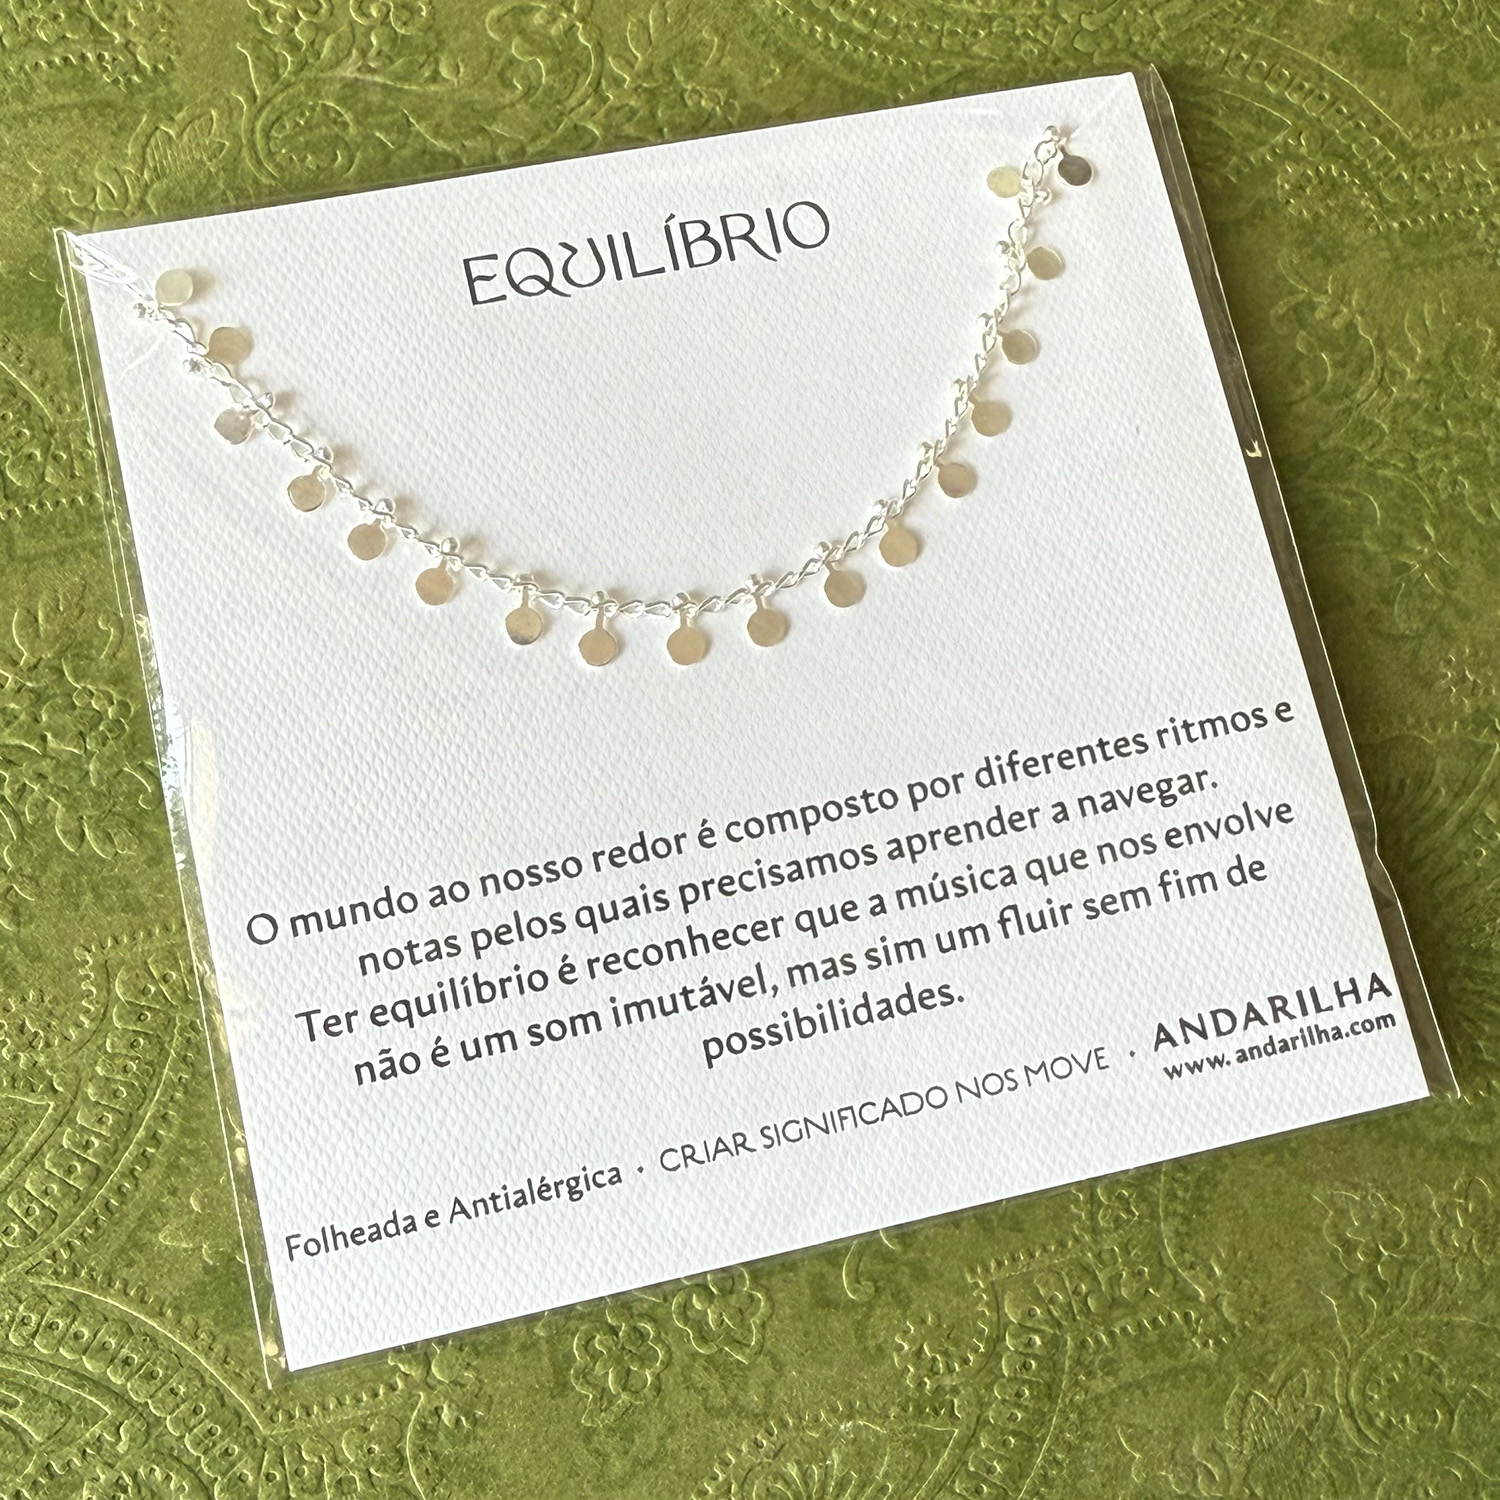 EQUILÍBRIO
O mundo ao nosso redor é composto por diferentes ritmos e
notas pelos quais precisamos aprender a navegar.
Ter equilíbrio é reconhecer que a música que nos envolve
não é um som imutável, mas sim um fluir sem fim de
possibilidades.
Folheada e Antialérgica • CRIAR SIGNIFICADO NOS MOVE • ANDARILHA
www.andarilha.com